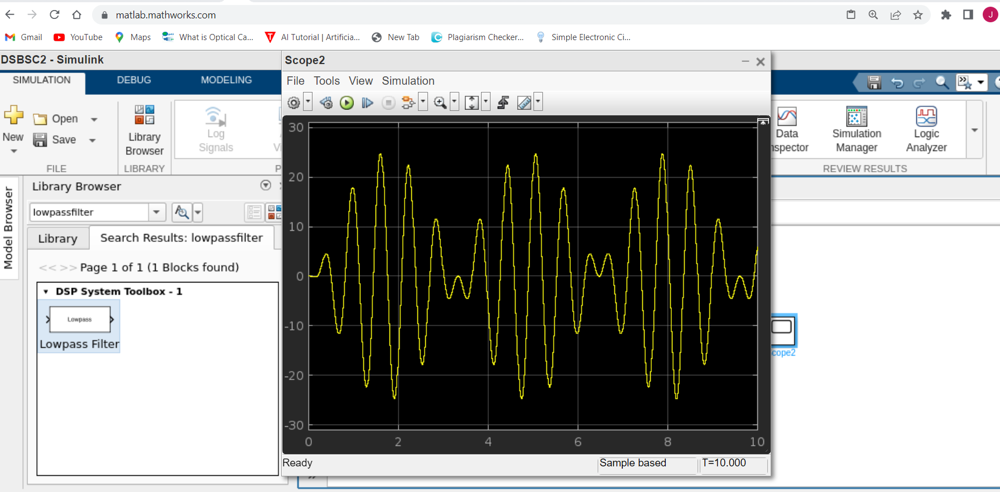 matlab.mathworks.com
J
Gmail
YouTube
Maps
What is Optical Ca...
AI Tutorial | Artificia...
New Tab
Plagiarism Checker...
Simple Electronic Ci...
DSBSC2 - Simulink
SIMULATION
DEBUG
MODELING
New
Open
Save
FILE
Library
Browser
LIBRARY
Log
Signals
P
Data
nspector
Simulation
Manager
Logic
Analyzer
REVIEW RESULTS
Model Browser
Library Browser
lowpassfilter
Library
Search Results: lowpassfilter
<< >> Page 1 of 1 (1 Blocks found)
DSP System Toolbox - 1
Lowpass
Lowpass Filter
Scope2
File Tools View Simulation
30
20
10
0
-10
-20
-30
0 2 4 6 8 10
Ready
Sample based
T=10.000
cope2